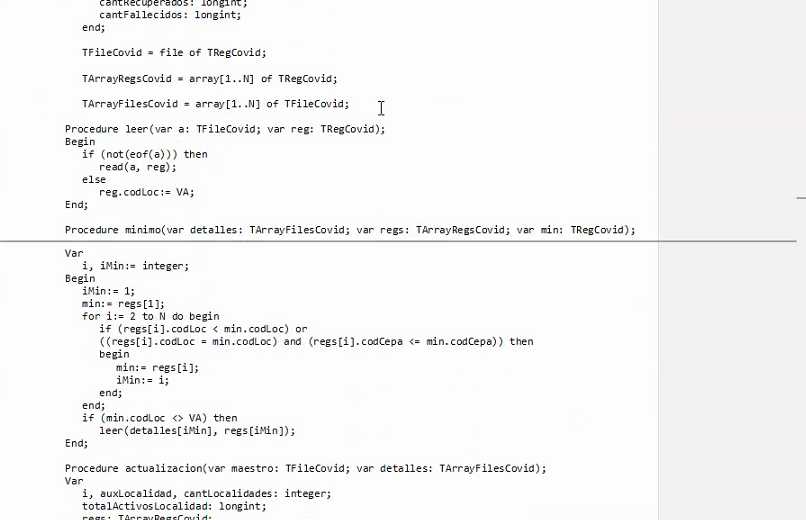 cantRecuperados: longint;
cantFallecidos: longint;
end;
TFileCovid = file of TRegCovid;
TArrayRegsCovid = array[1..N] of TRegCovid;
TArrayFilesCovid = array[1..N] of TFileCovid;
Procedure leer(var a: TFileCovid; var reg: TRegCovid);
Begin
if (not(eof(a))) then
read(a, reg);
else
reg.codLoc:= VA;
End;
Procedure minimo(var detalles: TArrayFilesCovid; var regs: TArrayRegsCovid; var min: TRegCovid);
Var
i, iMin:= integer;
Begin
iMin:= 1;
min:= regs[1];
for i:= 2 to N do begin
if (regs[i].codLoc < min.codLoc) or
((regs[i].codLoc = min.codLoc) and (regs[i].codCepa <= min.codCepa)) then
begin
min:= regs[i];
iMin:= i;
end;
end;
if (min.codLoc <> VA) then
leer(detalles[iMin], regs[iMin]);
End;
Procedure actualizacion(var maestro: TFileCovid; var detalles: TArrayFilesCovid);
Var
i, auxLocalidad, cantLocalidades: integer;
totalActivosLocalidad: longint;
regs: TArrayRegsCovid;